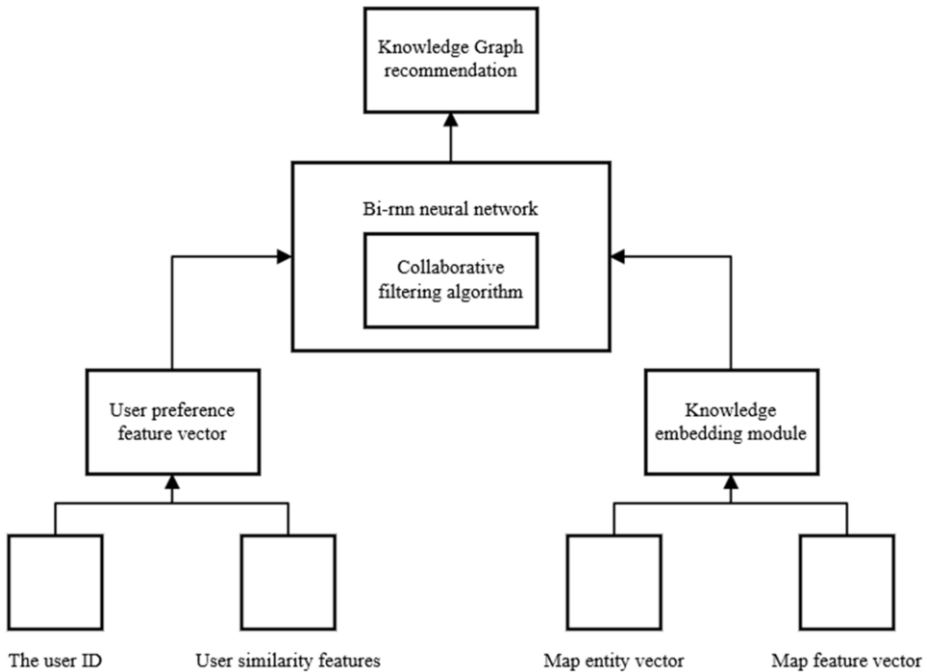 Knowledge Graph
recommendation
Bi-rnn neural network
Collaborative
filtering algorithm
User preference
feature vector
Knowledge
embedding module
The user ID
User similarity features
Map entity vector
Map feature vector